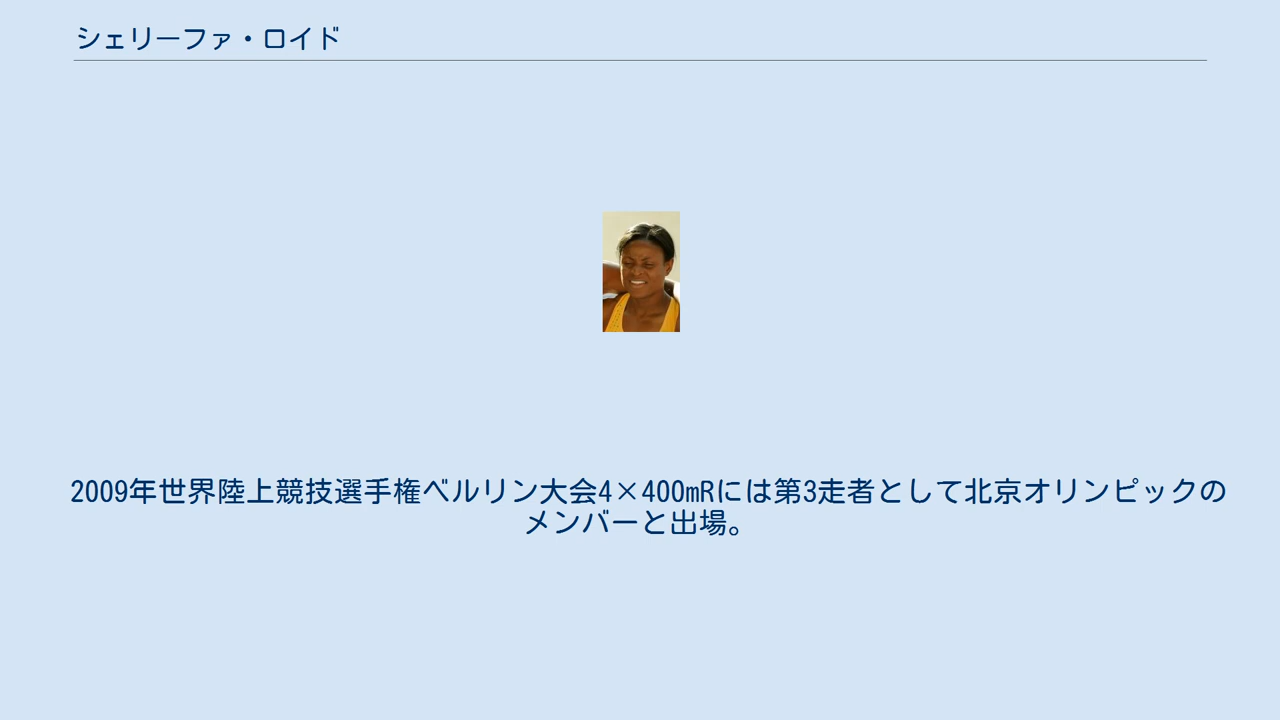 シェリーファ・ロイド
2009年世界陸上競技選手権ベルリン大会4×400mRには第3走者として北京オリンピックの
メンバーと出場。